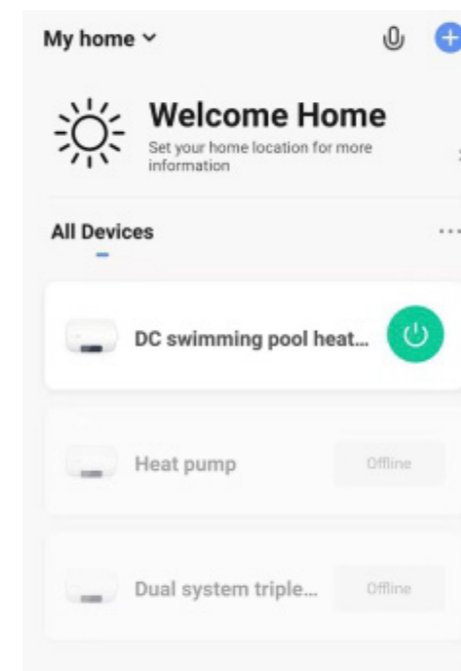 My home
Welcome Home
Set your home location for more
information
All Devices
...
DC swimming pool heat...
Heat pump
Offline
Dual system triple...
Offline